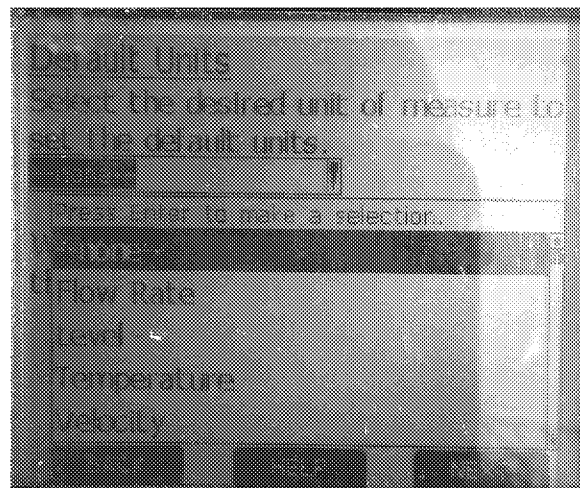 Default Units
Select the desired unit of measure to
set the default units.
Press Enter to make a selection.
Flow Rate
Level
Temperature
Velocity
HELP